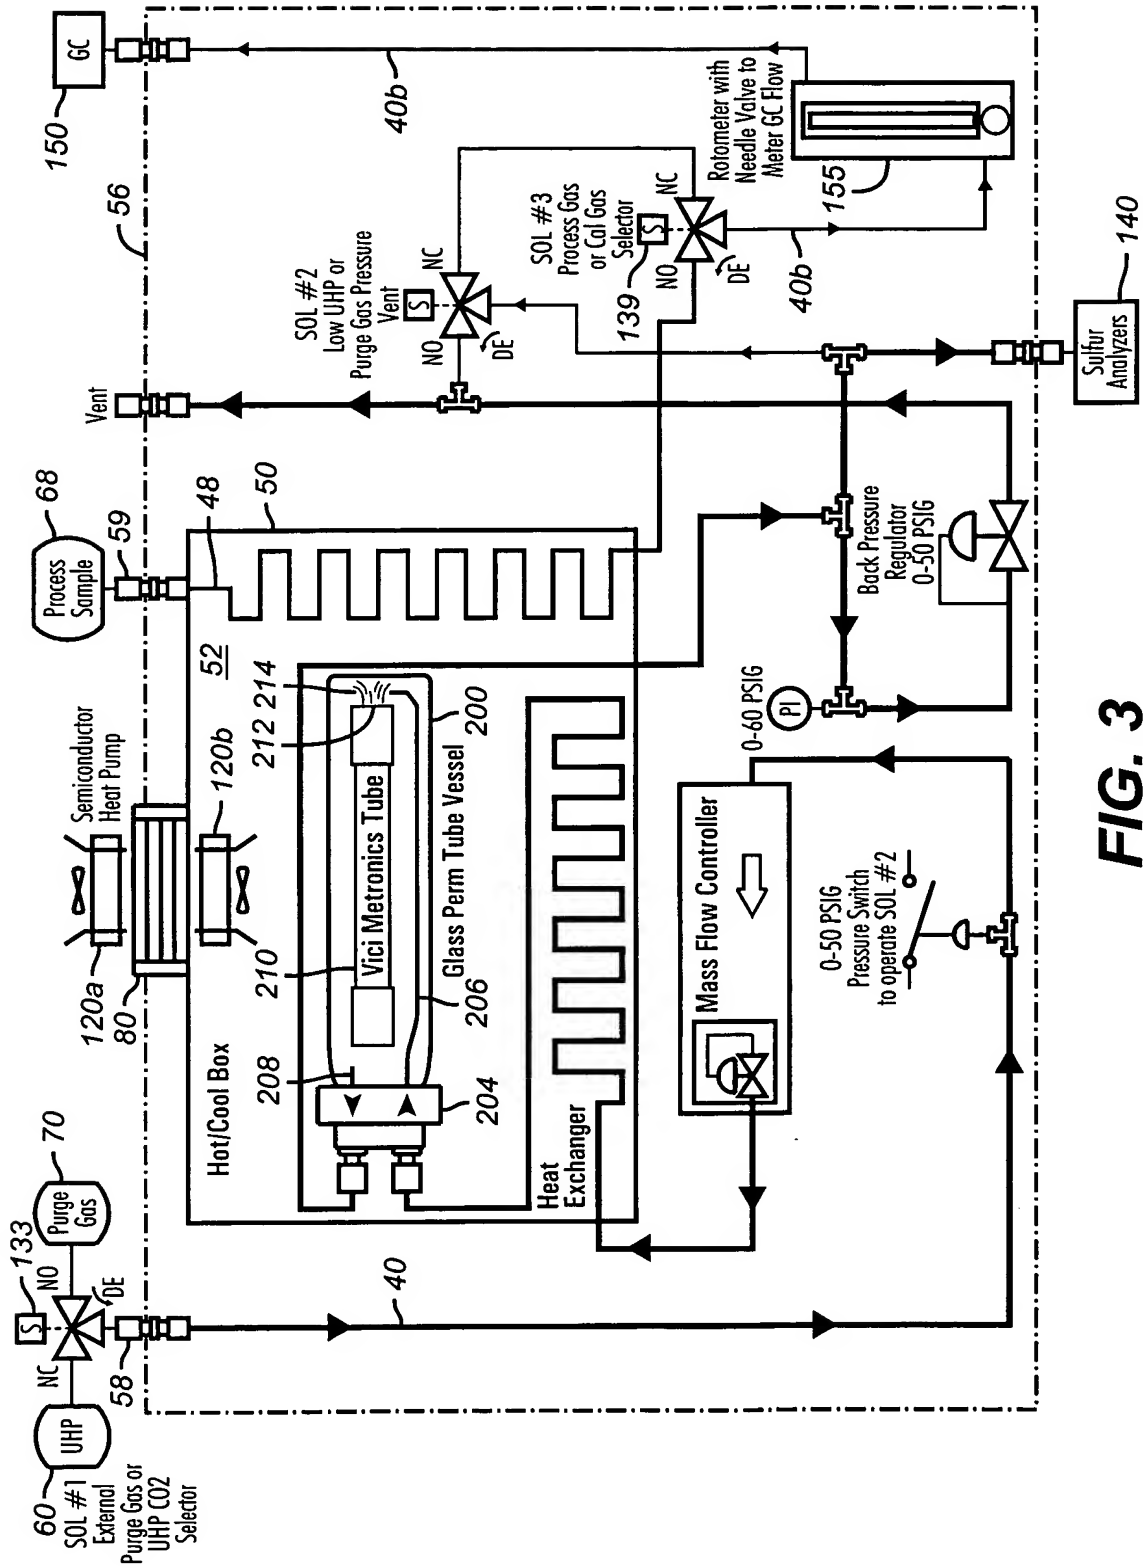 150
GC
56
40b
Rotometer with
Needle Valve to
Meter GC Flow
155
NC
SOL #3
Process Gas
or Cal Gas
Selector
S
139
NO
DE
40b
SOL #2
Low UHP or
Purge Gas Pressure
Vent
S
NC
NO
DE
140
Sulfur
Analyzers
Vent
68
Process
Sample
59
48
50
52
Back Pressure
Regulator
0-50 PSIG
0-60 PSIG
PI
Semiconductor
Heat Pump
120a
80
120b
Hot/Cool Box
214
212
200
Vici Metronics Tube
Glass Perm Tube Vessel
210
206
208
204
Heat
Exchanger
Mass Flow Controller
0-50 PSIG
Pressure Switch
to operate SOL #2
70
Purge
Gas
133
S
NO
DE
NC
58
40
UHP
60
SOL #1
External
Purge Gas or
UHP CO2
Selector
FIG. 3